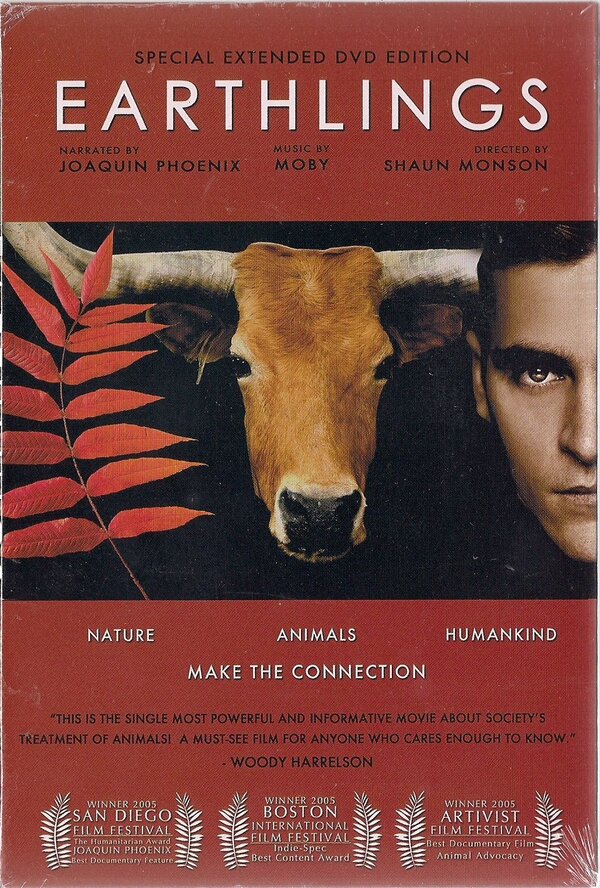 SPECIAL EXTENDED DVD EDITION
EARTHLINGS
NARRATED BY
JOAQUIN PHOENIX
MUSIC BY
MOBY
DIRECTED BY
SHAUN MONSON
NATURE ANIMALS HUMANKIND
MAKE THE CONNECTION
"THIS IS THE SINGLE MOST POWERFUL AND INFORMATIVE MOVIE ABOUT SOCIETY'S
TREATMENT OF ANIMALS! A MUST-SEE FILM FOR ANYONE WHO CARES ENOUGH TO KNOW."
- WOODY HARRELSON
WINNER 2005
SAN DIEGO
FILM FESTIVAL
The Humanitarian Award
JOAQUIN PHOENIX
Best Documentary Feature
WINNER 2005
BOSTON
INTERNATIONAL
FILM FESTIVAL
Indie-Spec
Best Content Award
WINNER 2005
ARTIVIST
FILM FESTIVAL
Best Documentary Film
Animal Advocacy